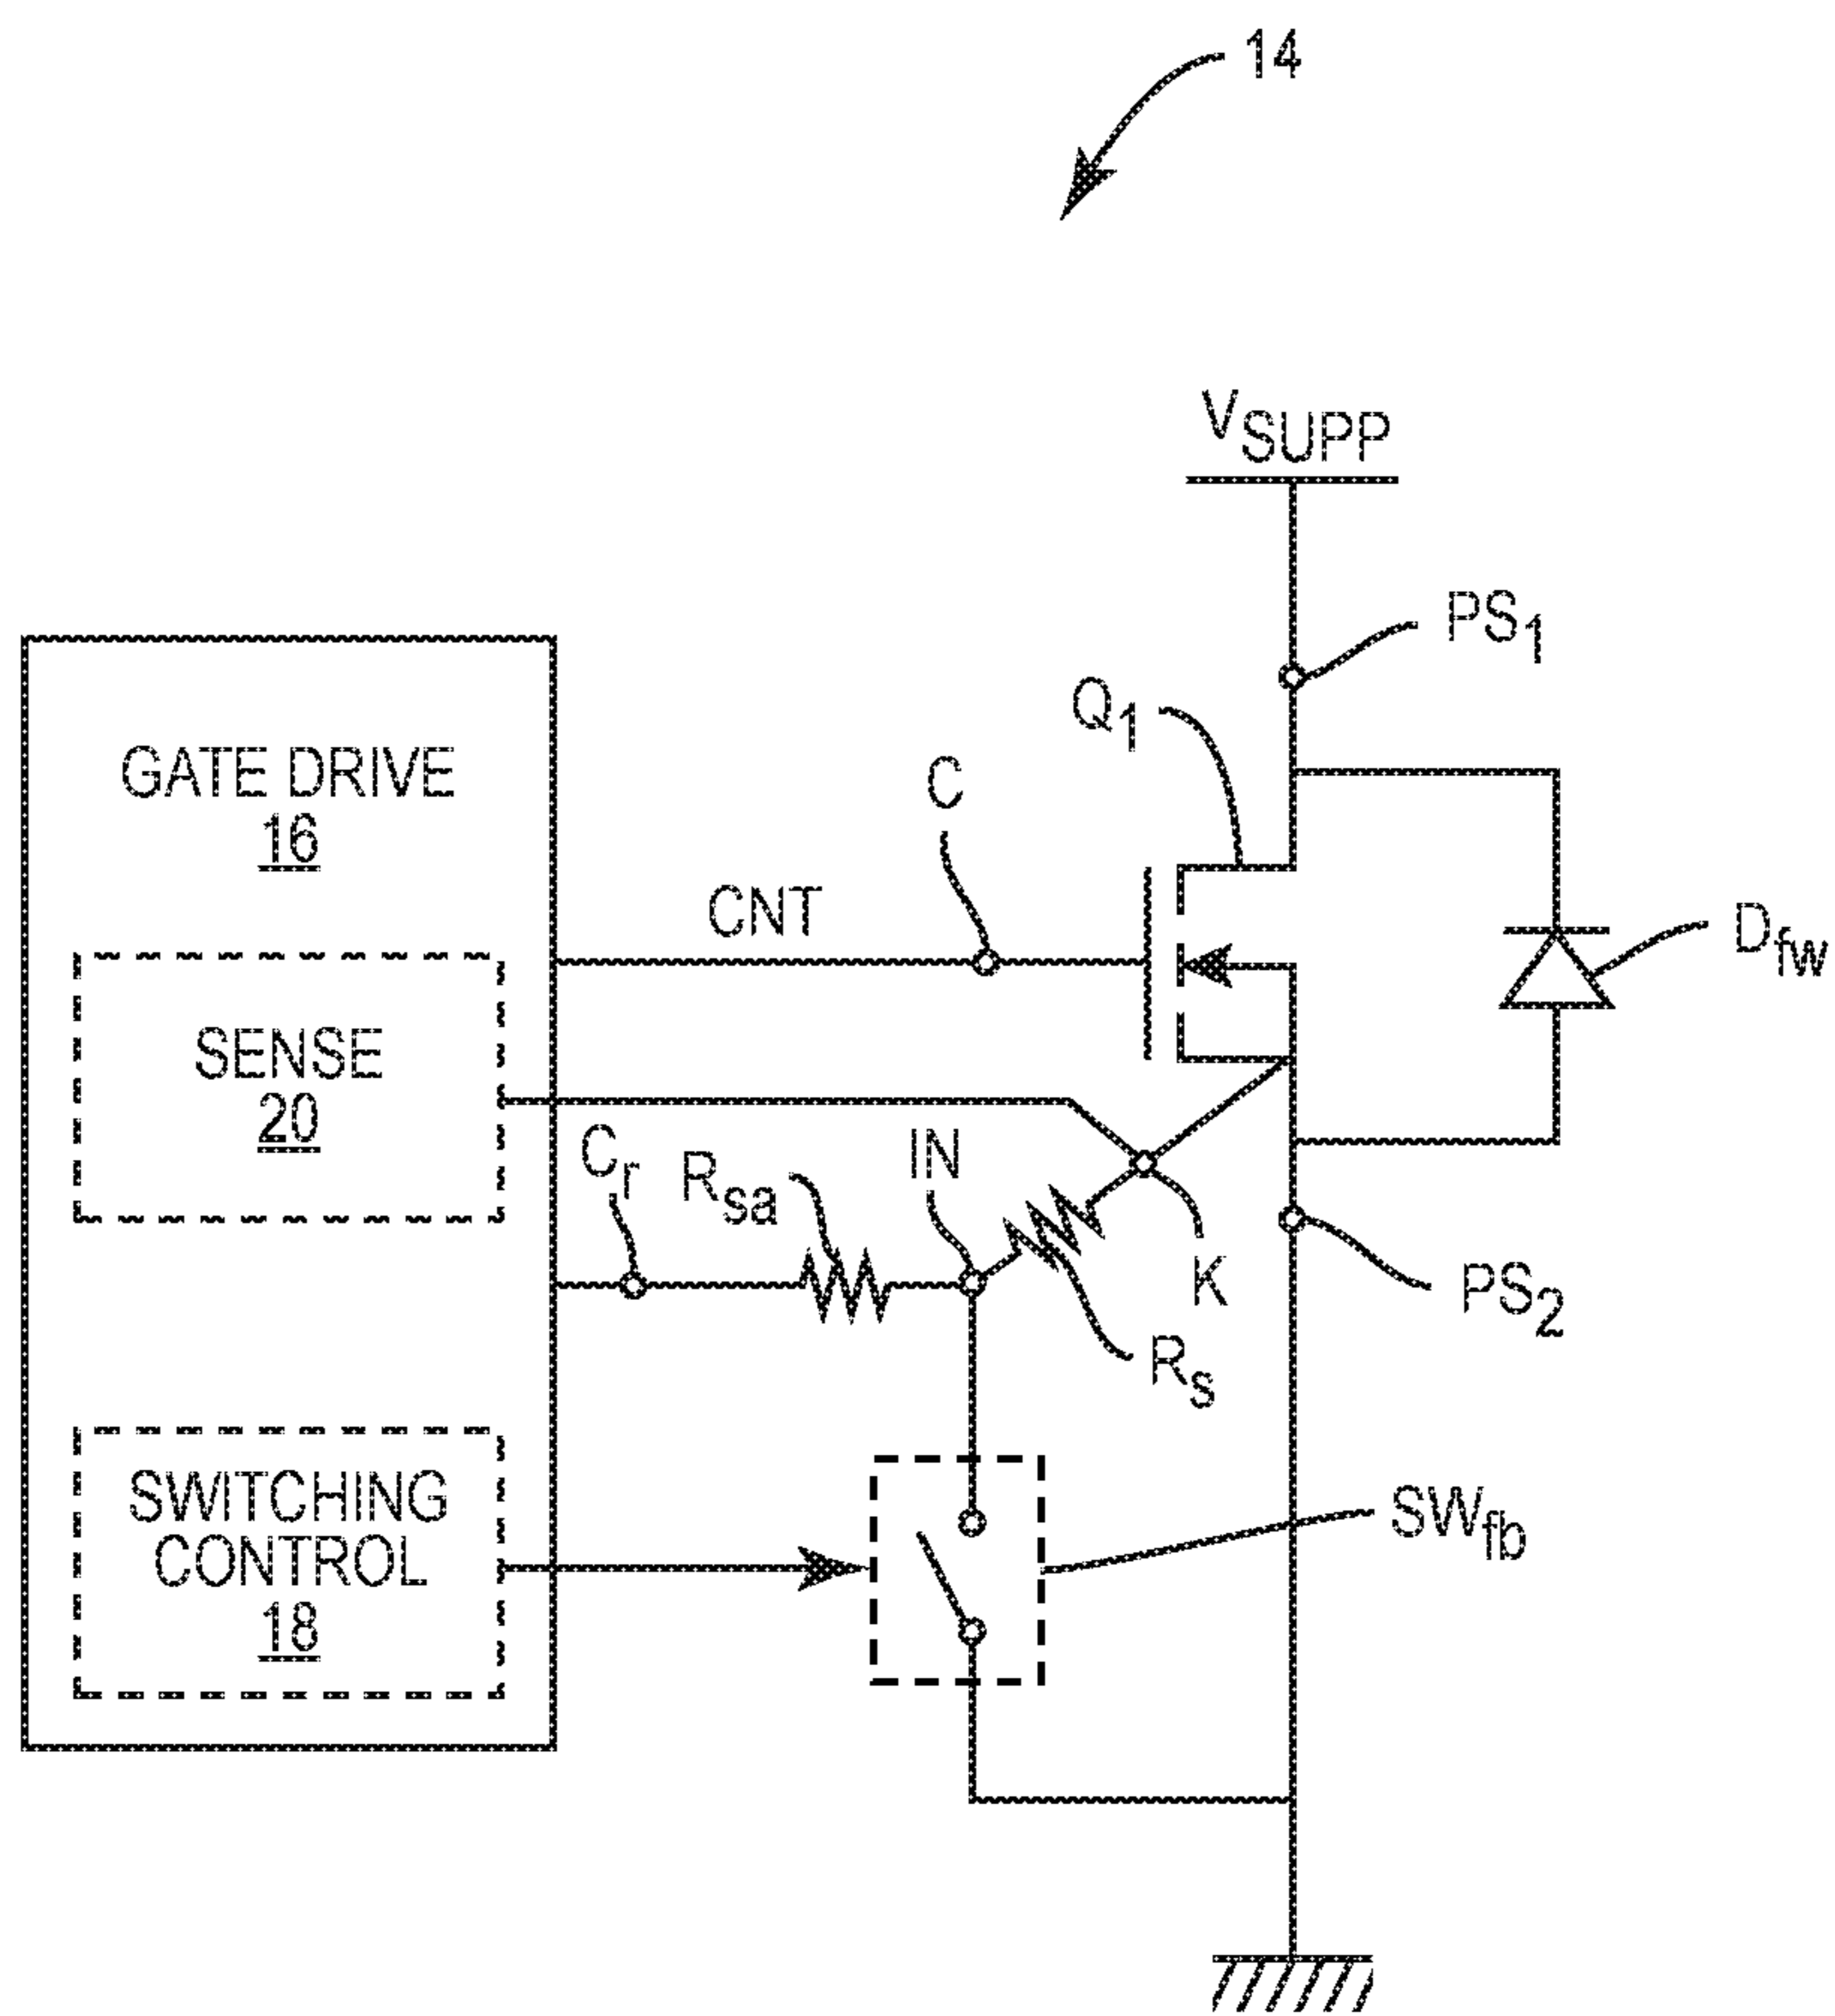 14
VSUPP
PS1
Q1
GATE DRIVE
16
C
CNT
Dfw
SENSE
20
Cr
Rsa
IN
K
PS2
Rs
SWITCHING
CONTROL
18
SWfb